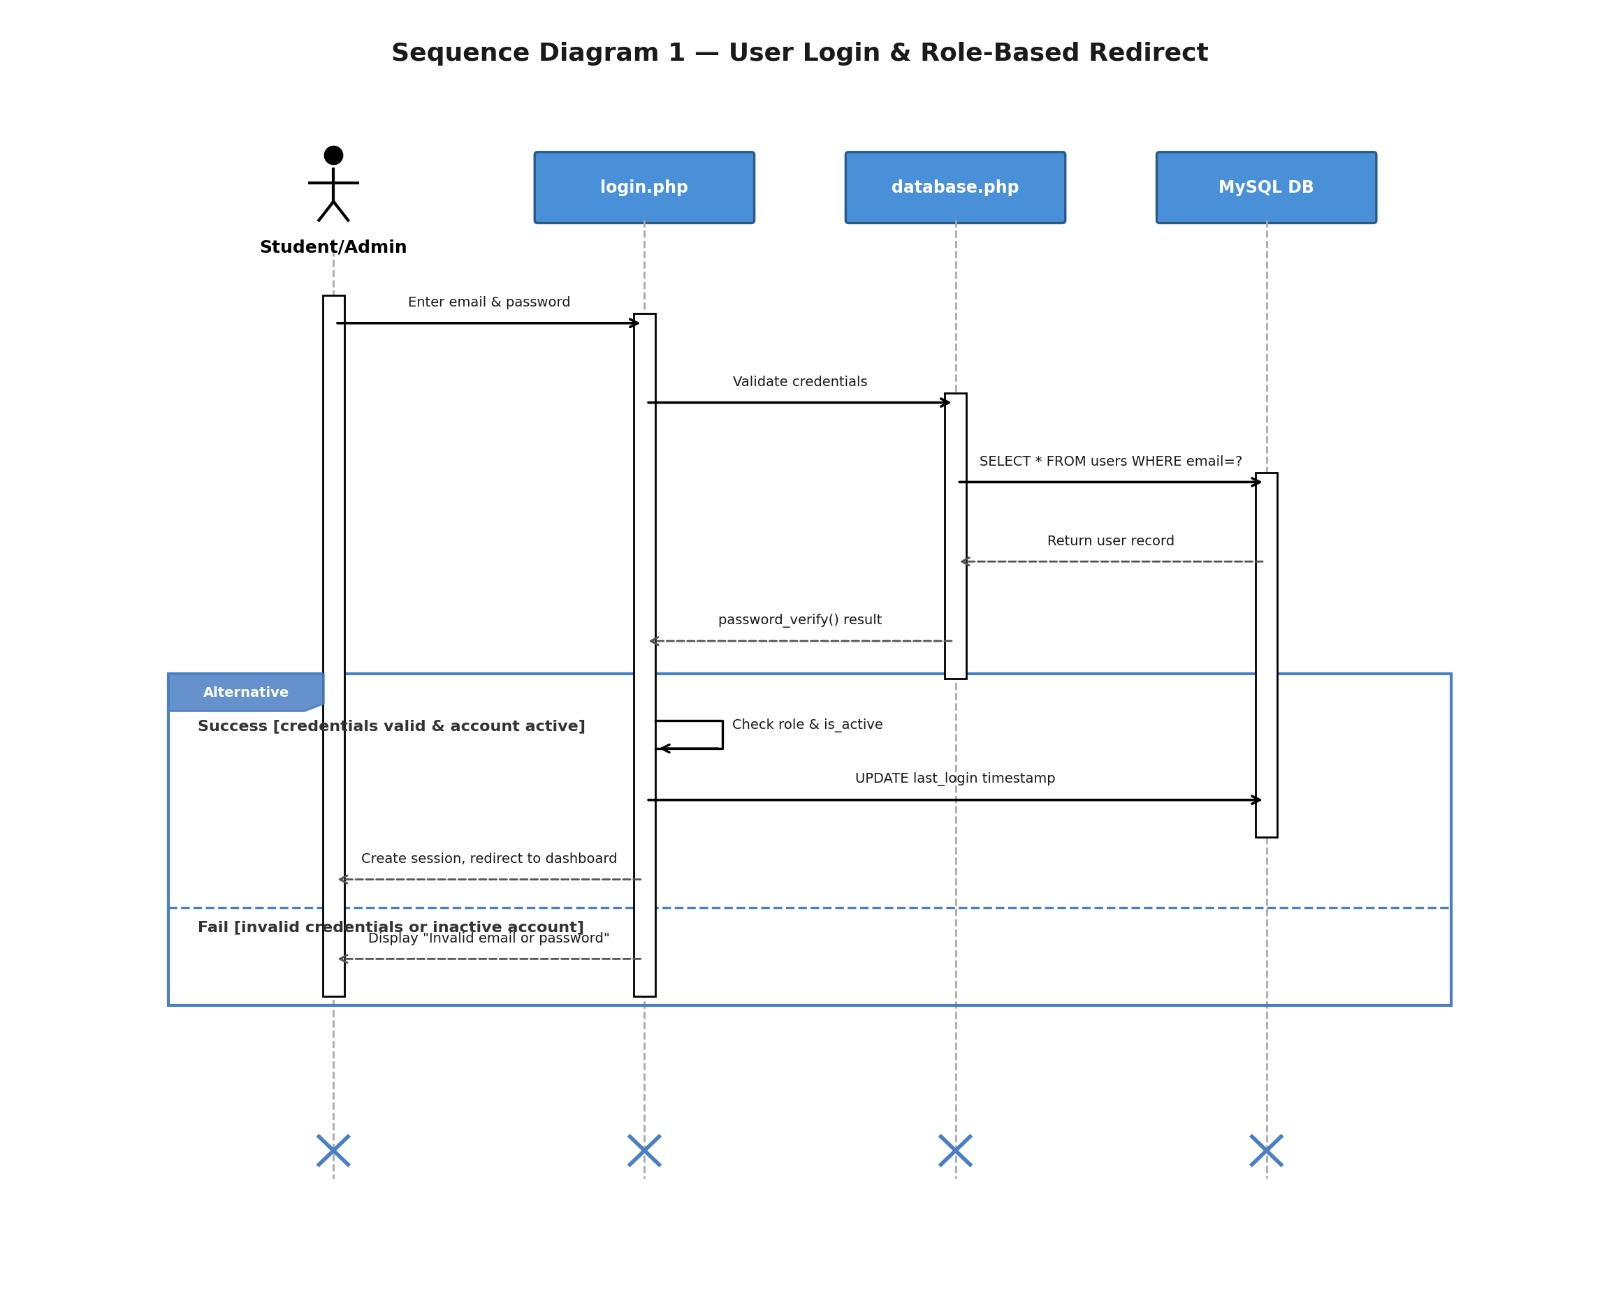 Sequence Diagram 1 — User Login & Role-Based Redirect
login.php
database.php
MySQL DB
Student/Admin
Enter email & password
Validate credentials
SELECT * FROM users WHERE email=?
Return user record
password_verify() result
Alternative
Success [credentials valid & account active]
Check role & is_active
UPDATE last_login timestamp
Create session, redirect to dashboard
Fail [invalid credentials or inactive account]
Display "Invalid email or password"